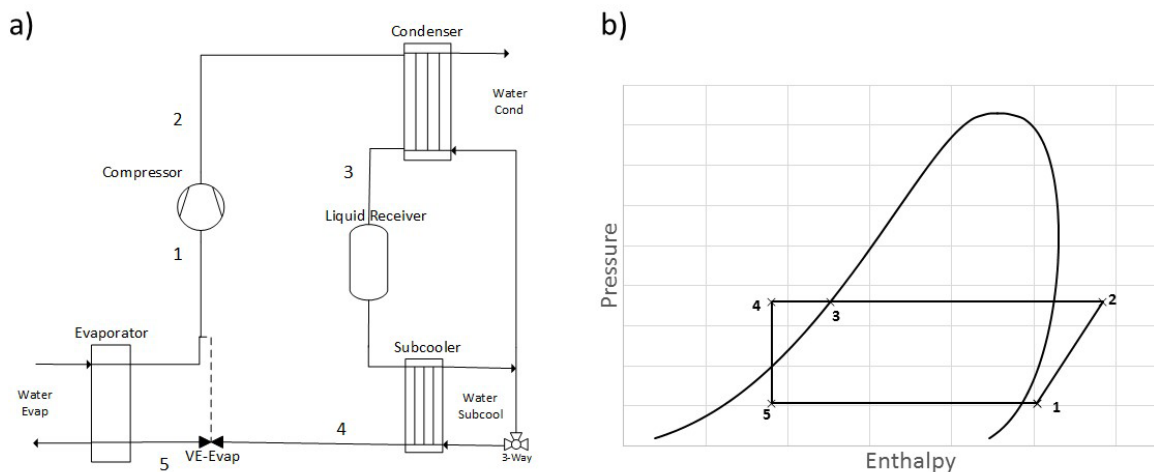 a)
Condenser
Water
Cond
2
3
Compressor
Liquid Receiver
1
Evaporator
Subcooler
Water
Evap
Water
Subcool
4
5
VE-Evap
3-Way
b)
Pressure
4
3
2
5
1
Enthalpy